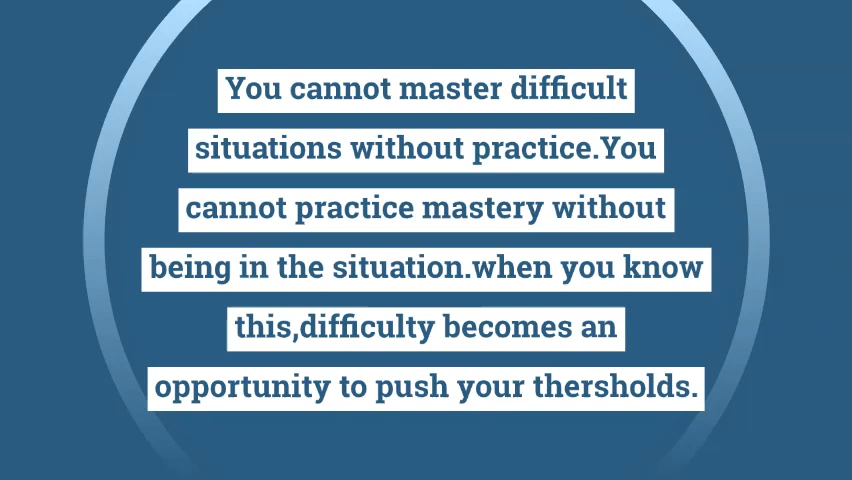 You cannot master difficult
situations without practice.You
cannot practice mastery without
being in the situation.when you know
this,difficulty becomes an
opportunity to push your thersholds.